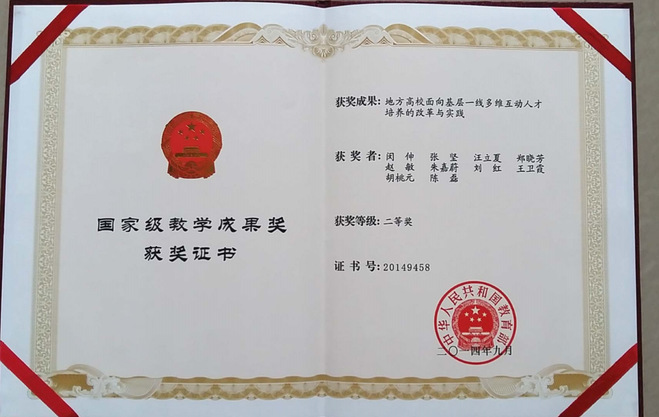 国家级教学成果奖
获奖证书
获奖成果: 地方高校面向基层一线多维互动人才
培养的改革与实践
获奖者: 闵仲 张坚 汪立夏 郑晓芳
赵敏 朱嘉蔚 刘红 王卫霞
胡桃元 陈磊
获奖等级: 二等奖
证书号: 20149458
中华人民共和国教育部
二〇一四年九月